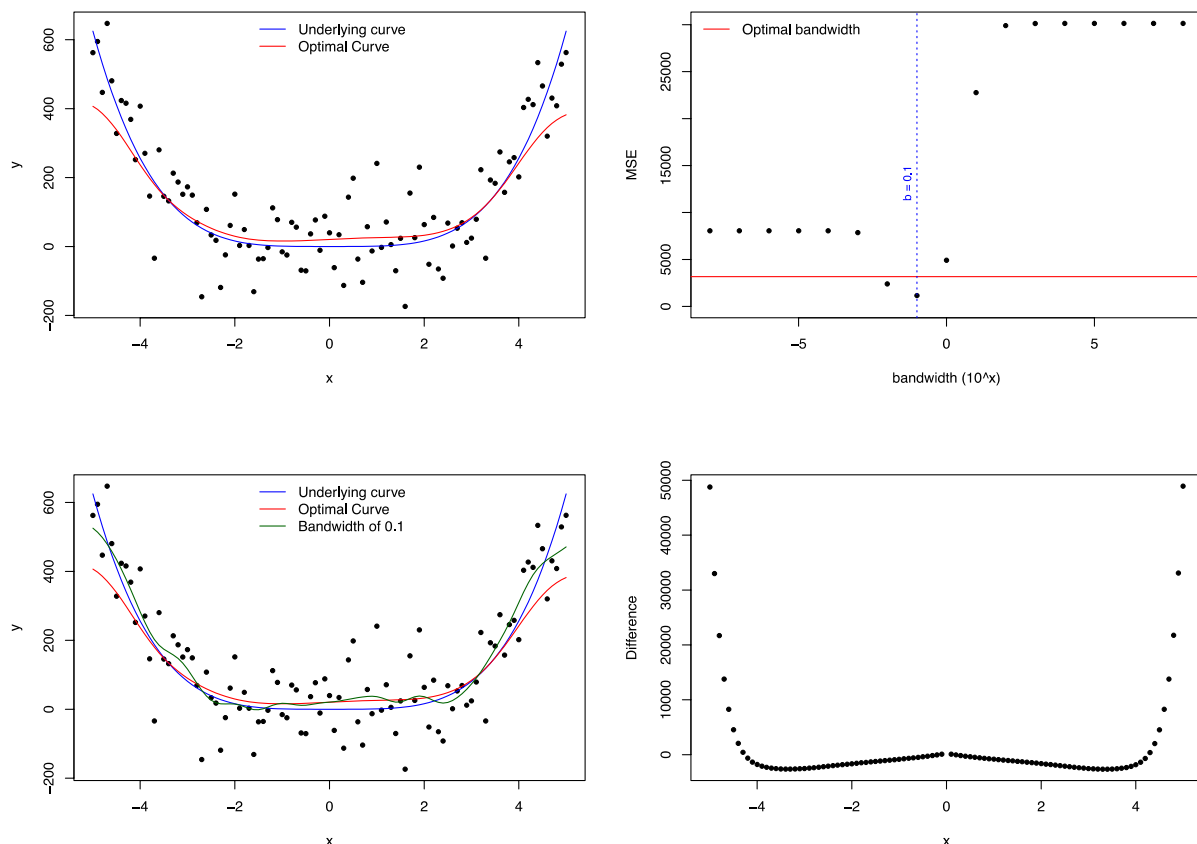 Underlying curve
Optimal Curve
y
−200 0 200 400 600
−4 −2 0 2 4
x
Optimal bandwidth
b = 0.1
MSE
0 5000 15000 25000
−5 0 5
bandwidth (10^x)
Underlying curve
Optimal Curve
Bandwidth of 0.1
y
−200 0 200 400 600
−4 −2 0 2 4
x
Difference
0 10000 20000 30000 40000 50000
−4 −2 0 2 4
x